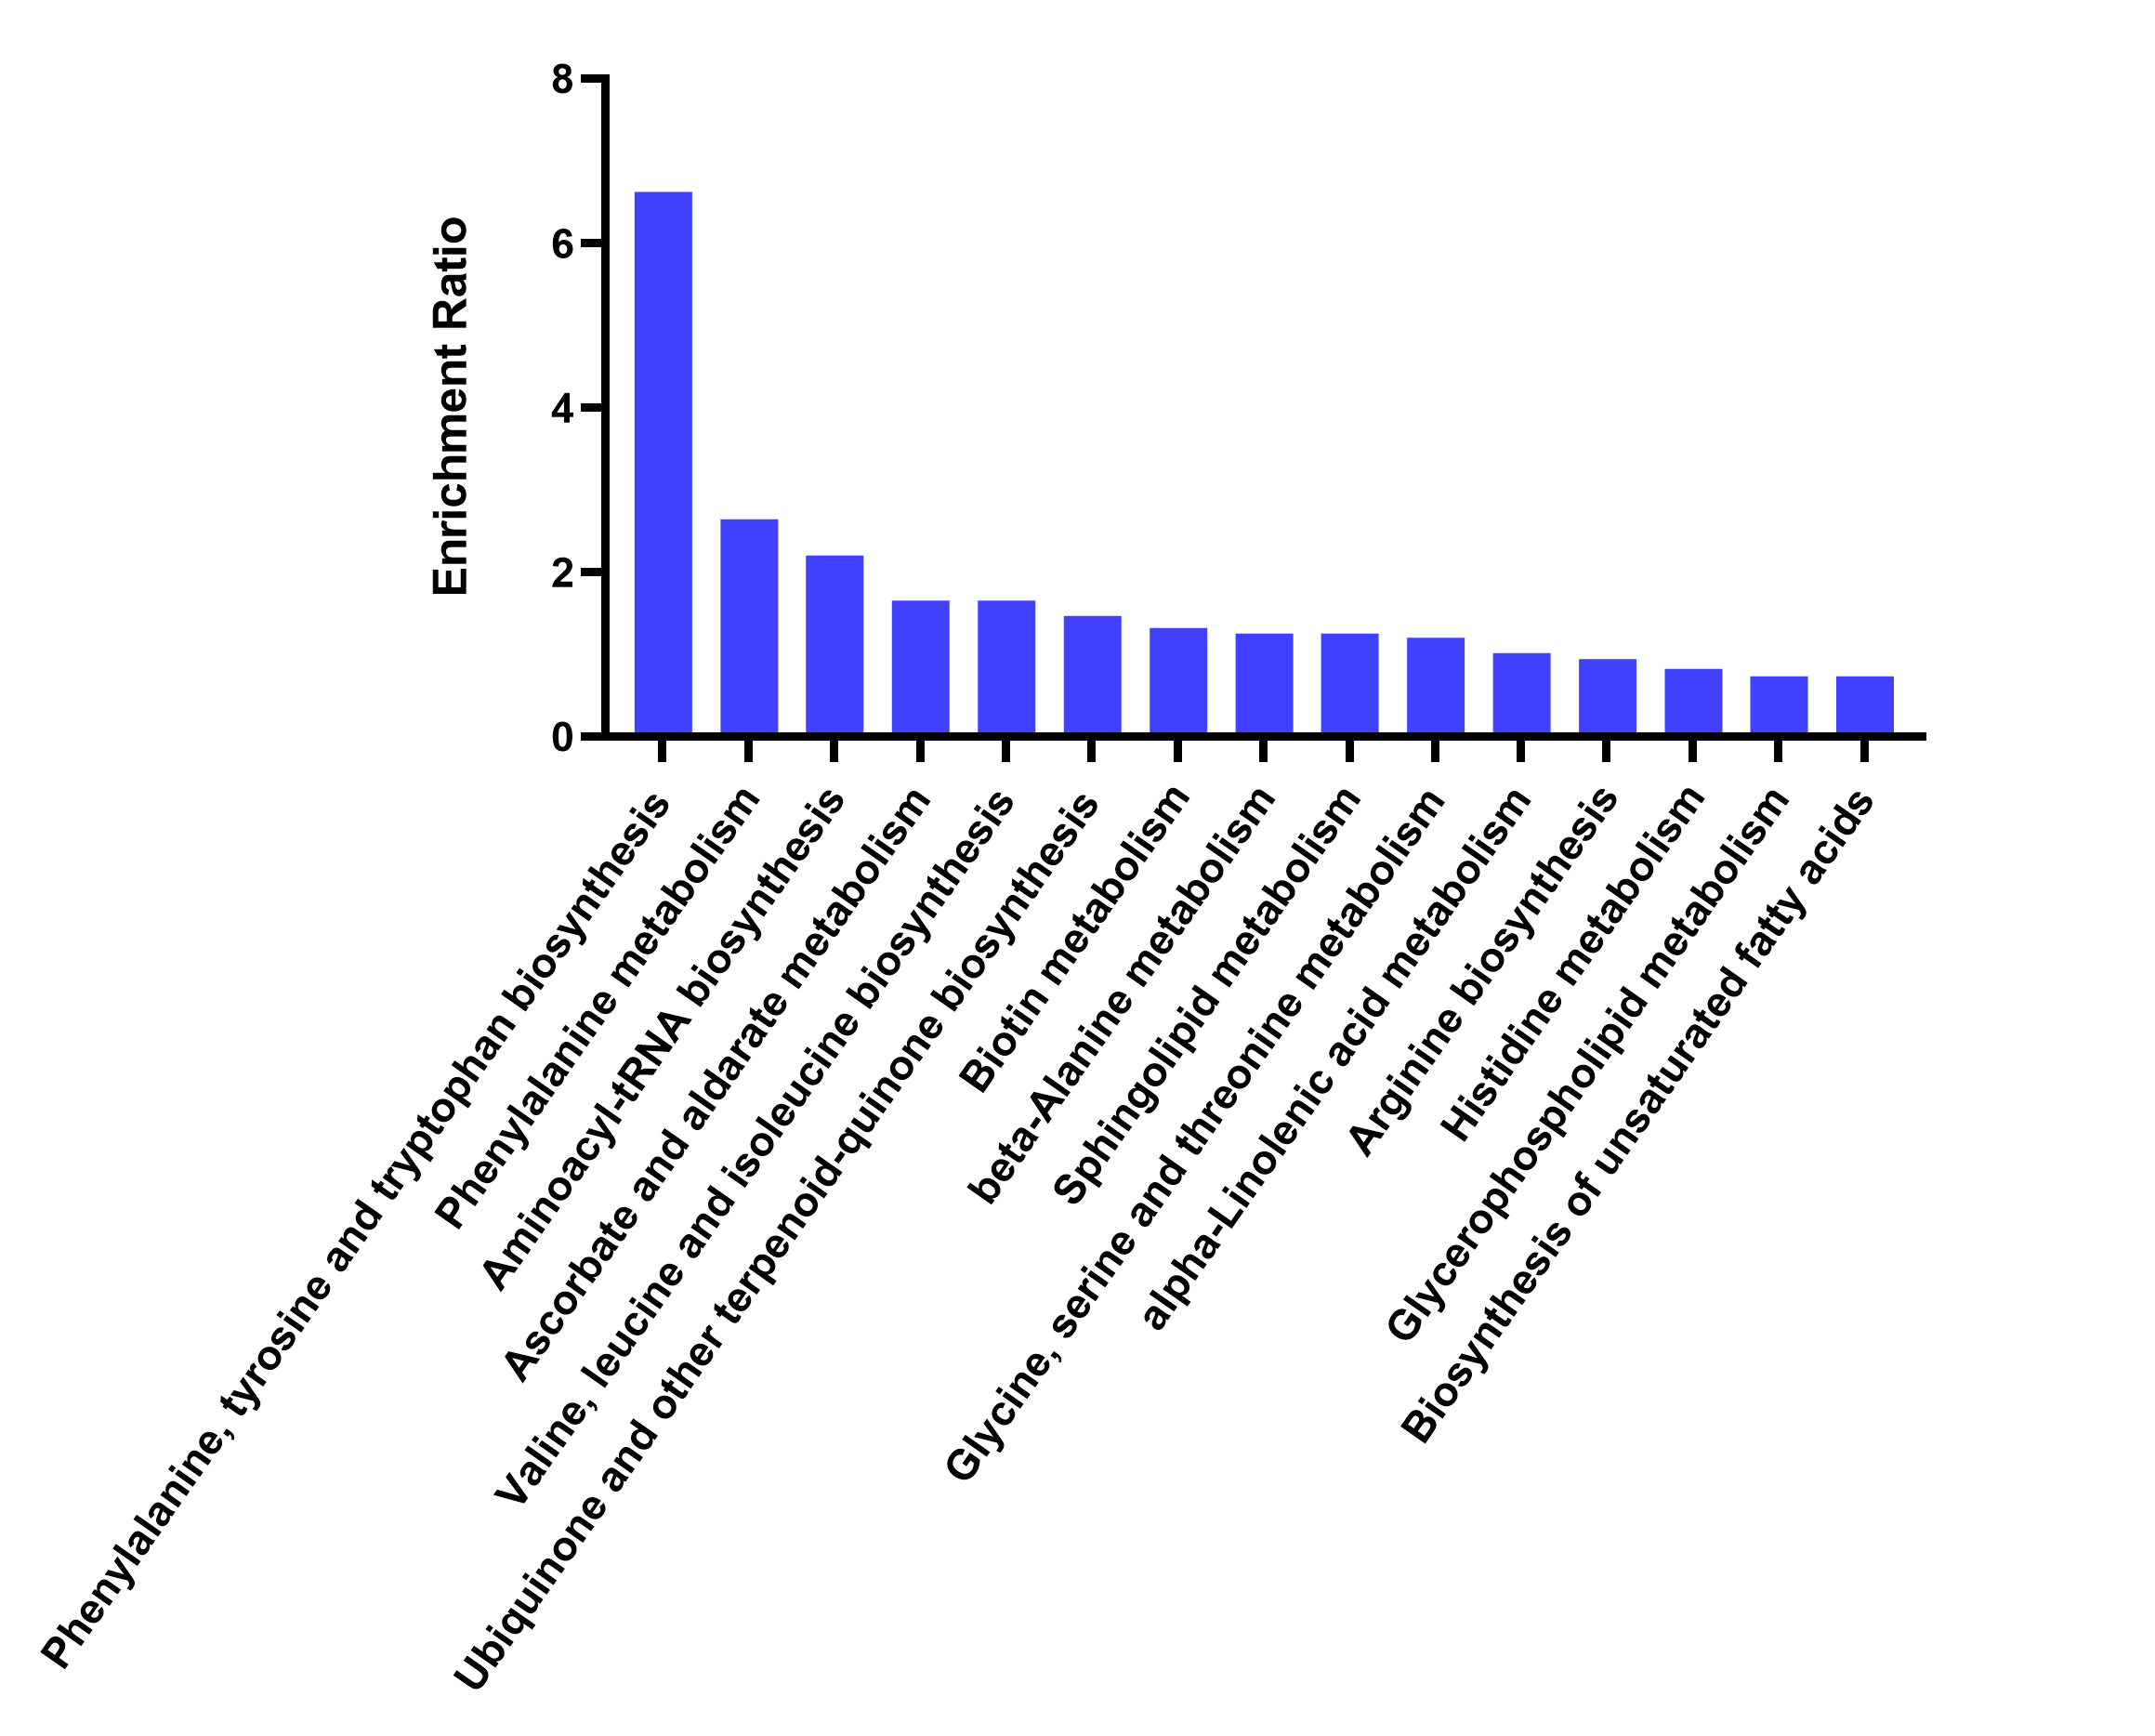 Enrichment Ratio
8
6
4
2
0
Phenylalanine, tyrosine and tryptophan biosynthesis
Phenylalanine metabolism
Aminoacyl-tRNA biosynthesis
Ascorbate and aldarate metabolism
Valine, leucine and isoleucine biosynthesis
Ubiquinone and other terpenoid-quinone biosynthesis
Biotin metabolism
beta-Alanine metabolism
Sphingolipid metabolism
Glycine, serine and threonine metabolism
alpha-Linolenic acid metabolism
Arginine biosynthesis
Histidine metabolism
Glycerophospholipid metabolism
Biosynthesis of unsaturated fatty acids